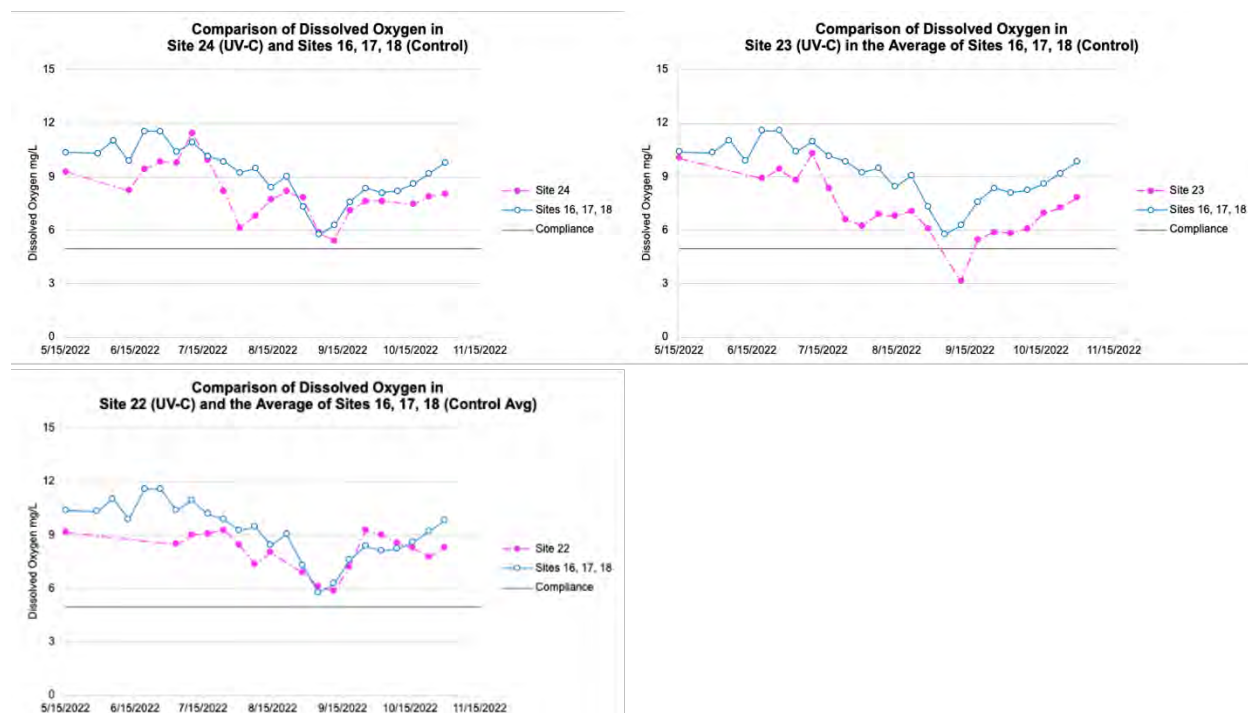 Comparison of Dissolved Oxygen in
Site 24 (UV-C) and Sites 16, 17, 18 (Control)
15
12
9
6
3
0
Dissolved Oxygen mg/L
5/15/2022 6/15/2022 7/15/2022 8/15/2022 9/15/2022 10/15/2022 11/15/2022
Site 24
Sites 16, 17, 18
Compliance
Comparison of Dissolved Oxygen in
Site 23 (UV-C) in the Average of Sites 16, 17, 18 (Control)
15
12
9
6
3
0
Dissolved Oxygen mg/L
5/15/2022 6/15/2022 7/15/2022 8/15/2022 9/15/2022 10/15/2022 11/15/2022
Site 23
Sites 16, 17, 18
Compliance
Comparison of Dissolved Oxygen in
Site 22 (UV-C) and the Average of Sites 16, 17, 18 (Control Avg)
15
12
9
6
3
0
Dissolved Oxygen mg/L
5/15/2022 6/15/2022 7/15/2022 8/15/2022 9/15/2022 10/15/2022 11/15/2022
Site 22
Sites 16, 17, 18
Compliance